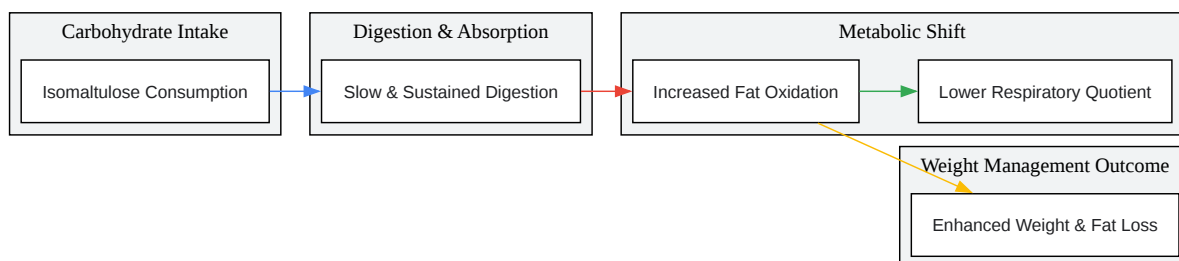 Carbohydrate Intake
Isomaltulose Consumption
Digestion & Absorption
Slow & Sustained Digestion
Metabolic Shift
Increased Fat Oxidation
Lower Respiratory Quotient
Weight Management Outcome
Enhanced Weight & Fat Loss